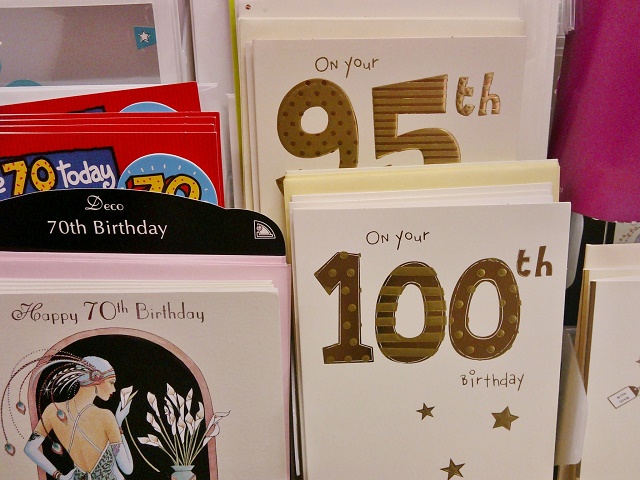 On your
95th
70 today
70
Deco
70th Birthday
Happy 70th Birthday
On your
100th
Birthday